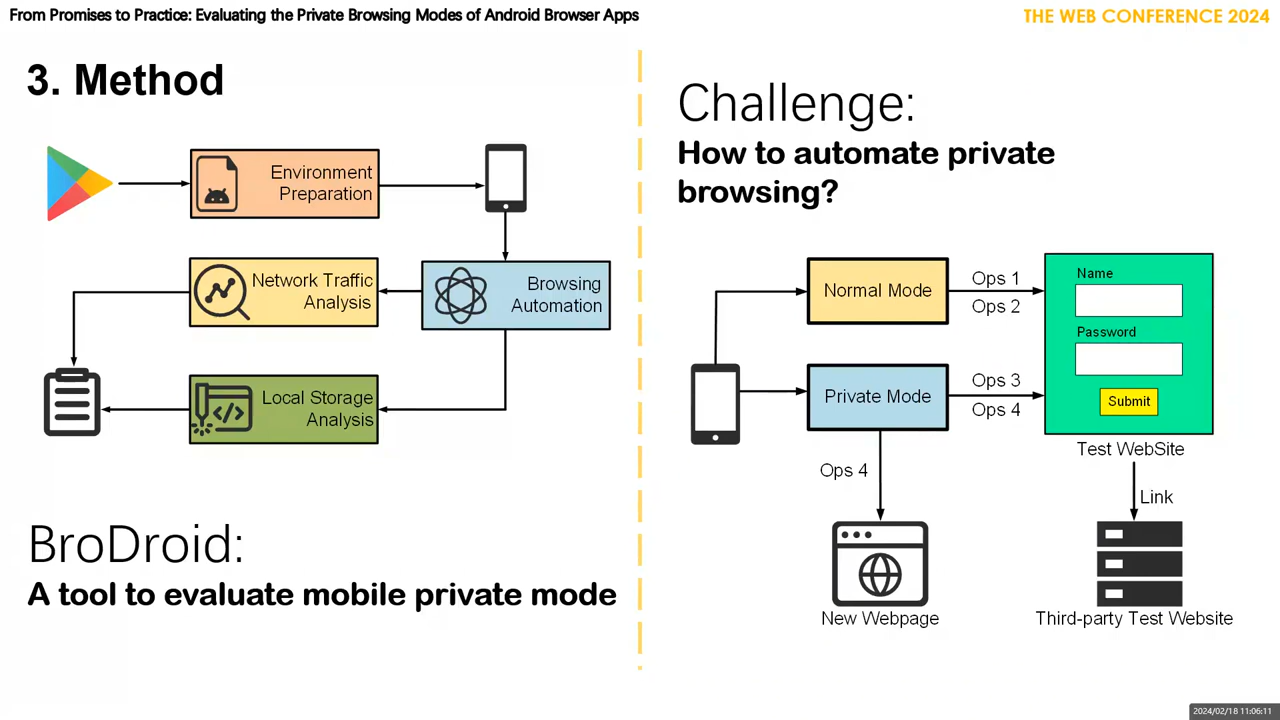 From Promises to Practice: Evaluating the Private Browsing Modes of Android Browser Apps
THE WEB CONFERENCE 2024
3. Method
Environment
Preparation
Network Traffic
Analysis
Browsing
Automation
Local Storage
Analysis
BroDroid:
A tool to evaluate mobile private mode
Challenge:
How to automate private
browsing?
Normal Mode
Ops 1
Ops 2
Private Mode
Ops 3
Ops 4
Name
Password
Submit
Test WebSite
Ops 4
Link
New Webpage
Third-party Test Website
2024/02/18 11:06:11